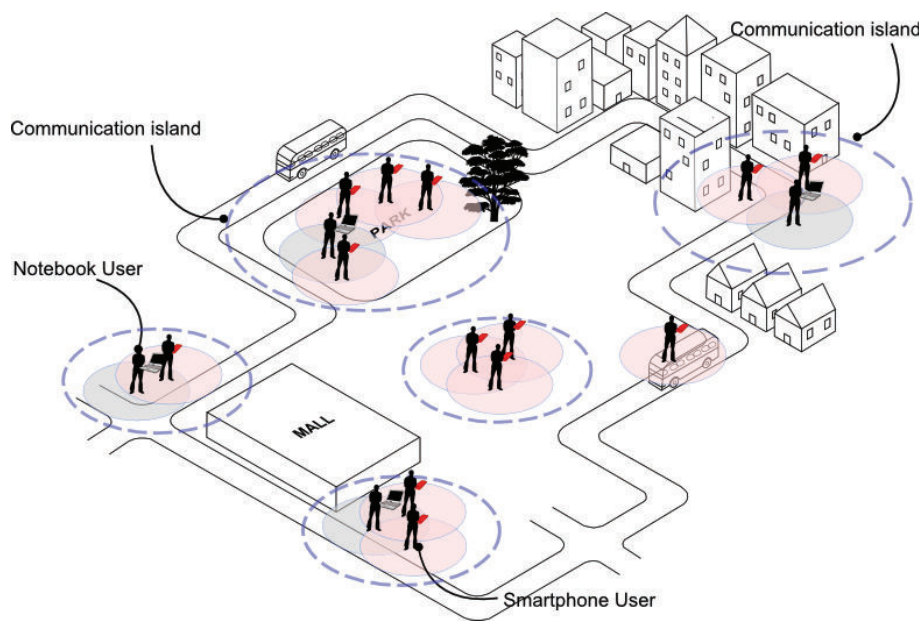 Communication island
Communication island
PARK
Notebook User
MALL
Smartphone User